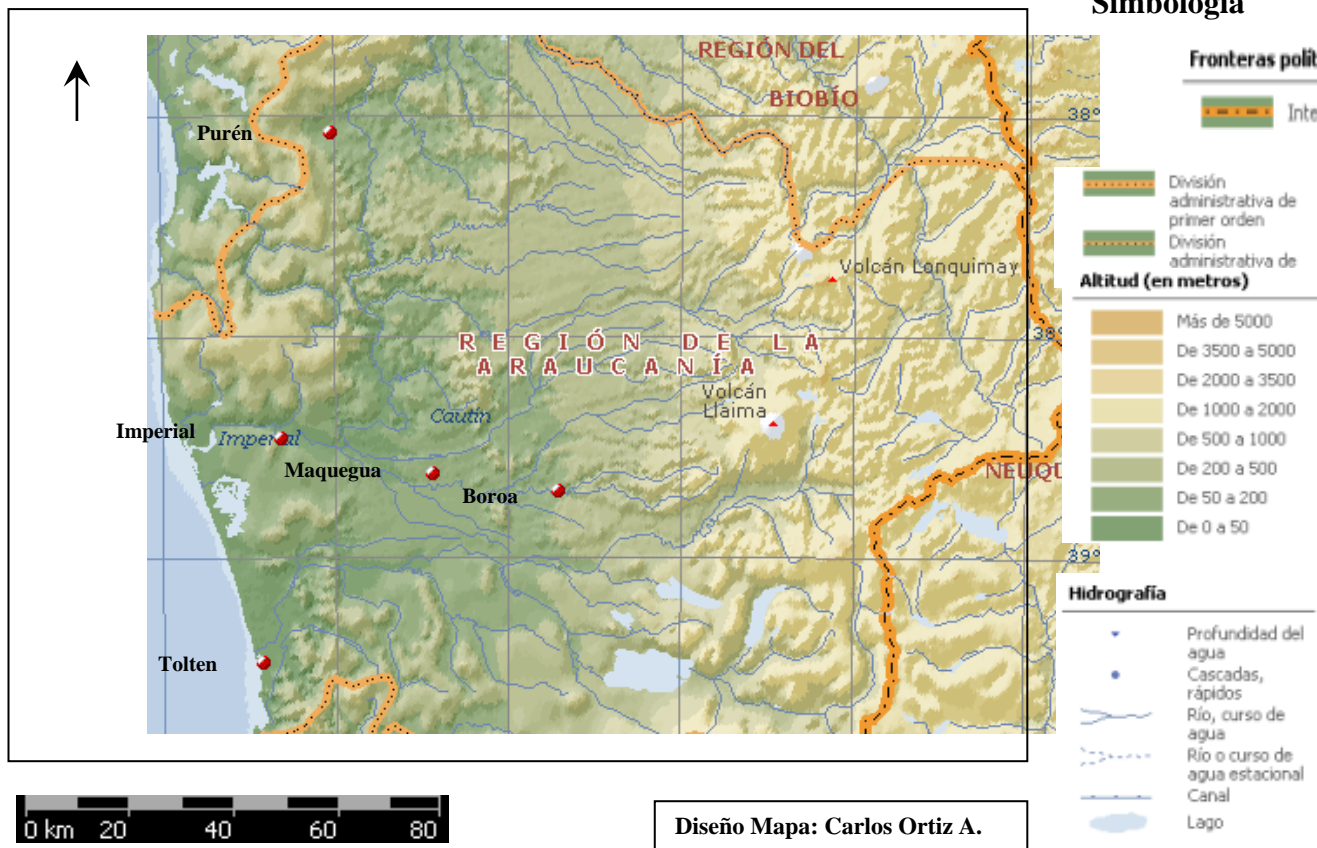 Simbología
REGIÓN DEL
BIOBÍO
38°
Purén
Volcán Lonquimay
REGIÓN DE LA
ARAUCANÍA
38°
Volcán
Llaima
Cautín
Imperial
Imperial
Maquegua
Boroa
NEUQU
39°
Tolten
0 km 20 40 60 80
Diseño Mapa: Carlos Ortiz A.
Fronteras polít
Inte
División
administrativa de
primer orden
División
administrativa de
Altitud (en metros)
Más de 5000
De 3500 a 5000
De 2000 a 3500
De 1000 a 2000
De 500 a 1000
De 200 a 500
De 50 a 200
De 0 a 50
Hidrografía
Profundidad del
agua
Cascadas,
rápidos
Río, curso de
agua
Río o curso de
agua estacional
Canal
Lago